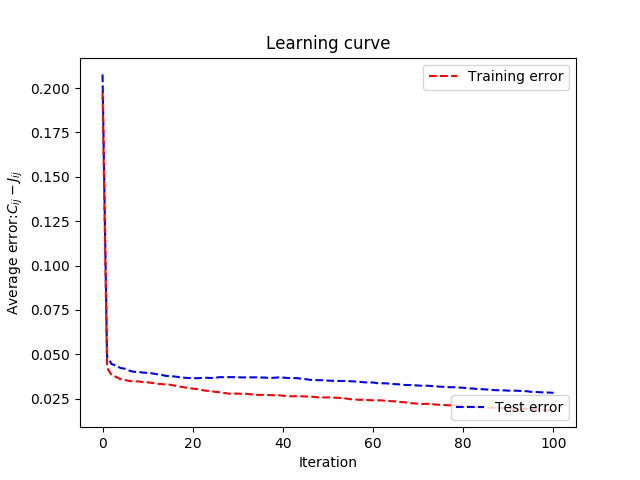 Learning curve
Training error
0.200
0.175
0.150
0.125
0.100
0.075
0.050
0.025
Average error:C_{ij} − J_{ij}
Test error
0 20 40 60 80 100
Iteration